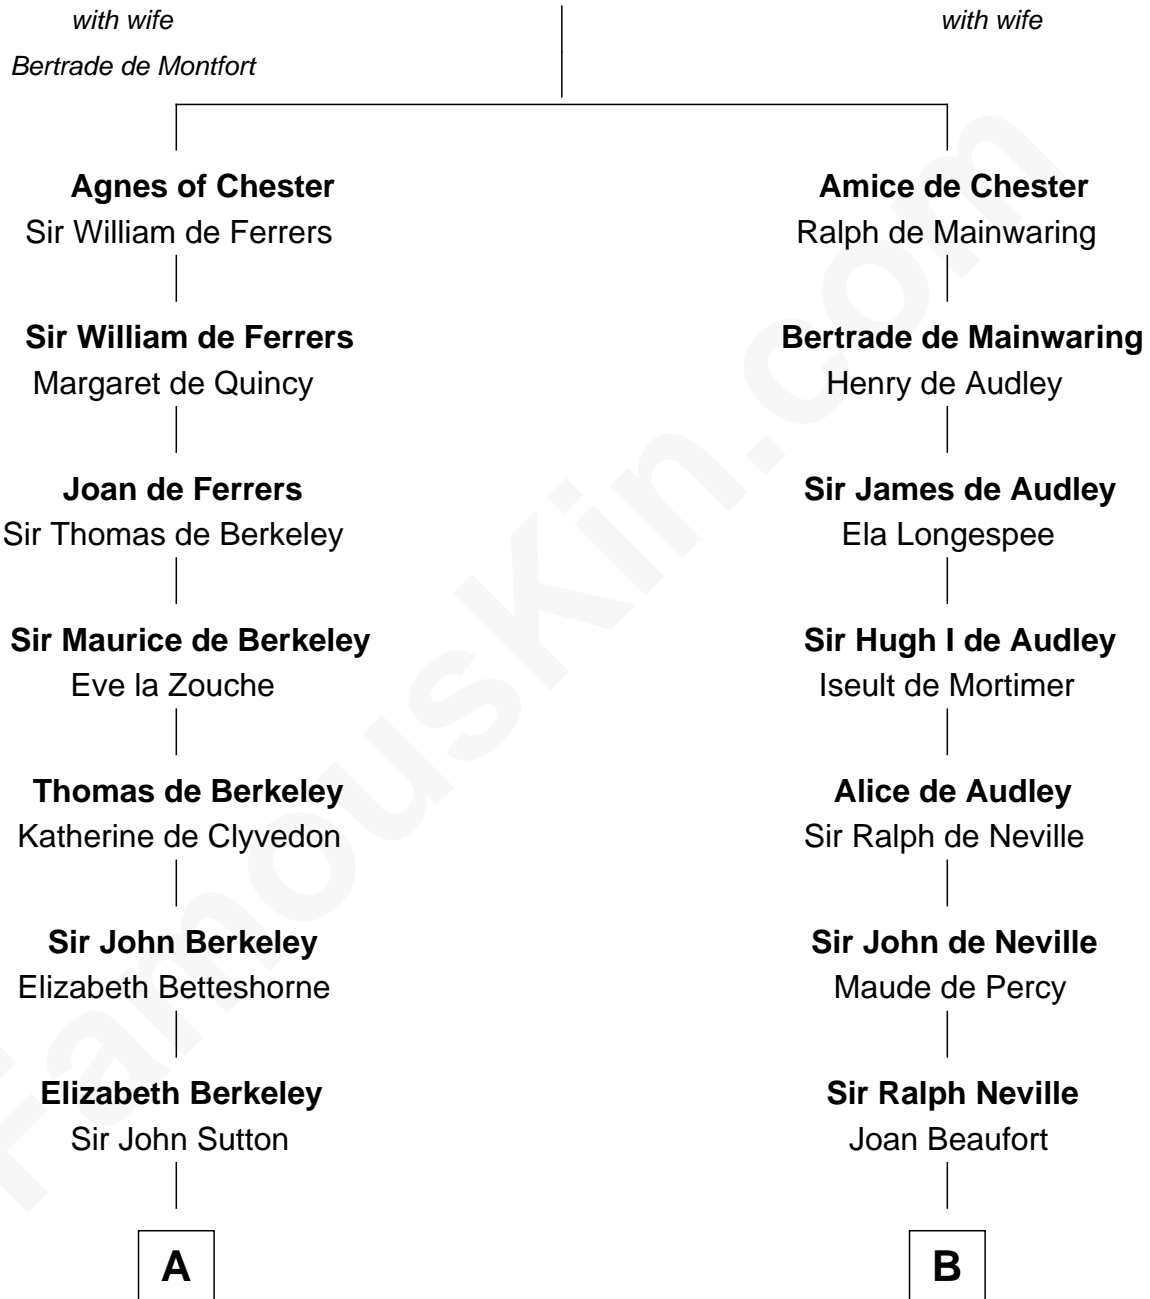 with wife
Bertrade de Montfort
with wife
Agnes of Chester
Sir William de Ferrers
Amice de Chester
Ralph de Mainwaring
Sir William de Ferrers
Margaret de Quincy
Bertrade de Mainwaring
Henry de Audley
Joan de Ferrers
Sir Thomas de Berkeley
Sir James de Audley
Ela Longespee
Sir Maurice de Berkeley
Eve la Zouche
Sir Hugh I de Audley
Iseult de Mortimer
Thomas de Berkeley
Katherine de Clyvedon
Alice de Audley
Sir Ralph de Neville
Sir John Berkeley
Elizabeth Betteshorne
Sir John de Neville
Maude de Percy
Elizabeth Berkeley
Sir John Sutton
Sir Ralph Neville
Joan Beaufort
A
B
FamousKin.com